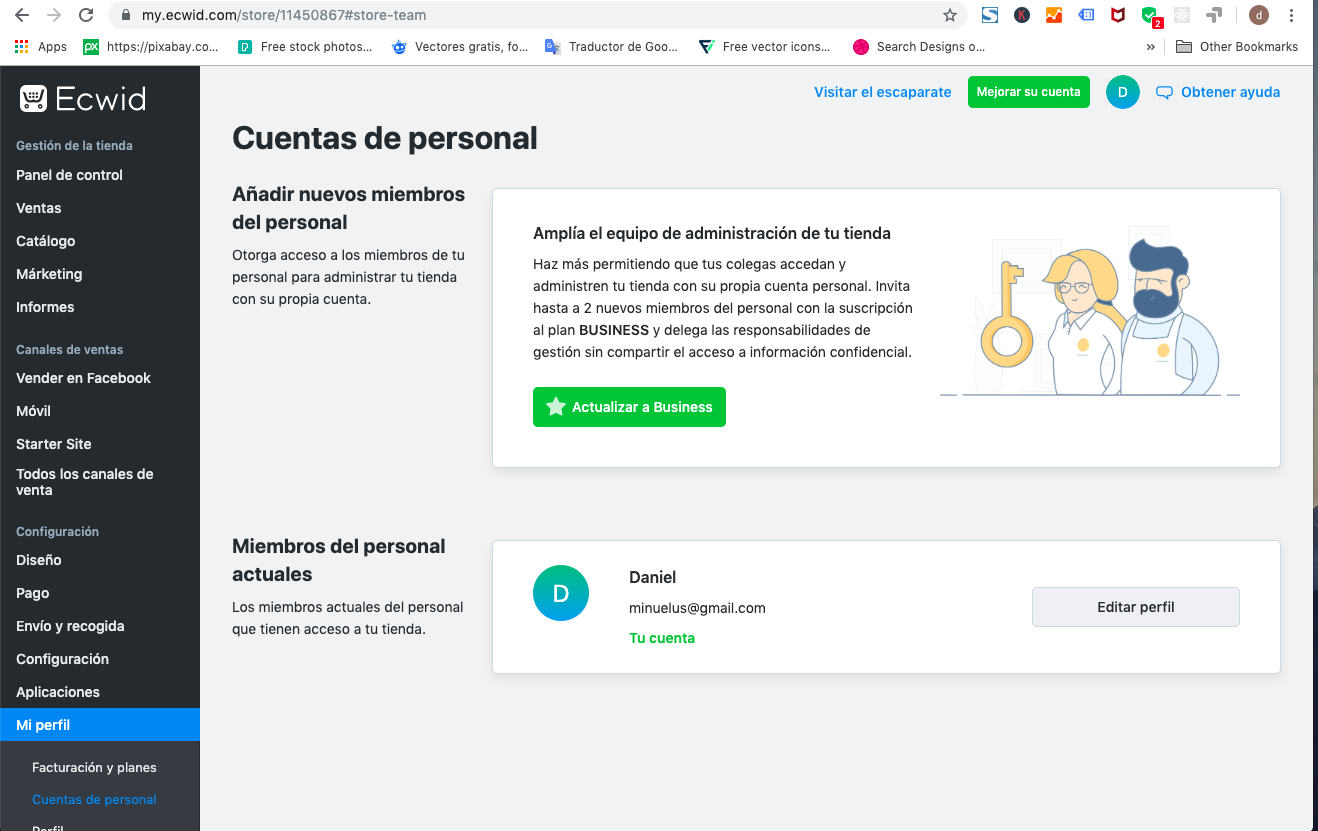 my.ecwid.com/store/11450867#store-team
2
d
Apps
https://pixabay.co...
Free stock photos...
Vectores gratis, fo...
Traductor de Goo...
Free vector icons...
Search Designs o...
»
Other Bookmarks
Ecwid
Gestión de la tienda
Panel de control
Ventas
Catálogo
Márketing
Informes
Canales de ventas
Vender en Facebook
Móvil
Starter Site
Todos los canales de
venta
Configuración
Diseño
Pago
Envío y recogida
Configuración
Aplicaciones
Mi perfil
Facturación y planes
Cuentas de personal
Perfil
Visitar el escaparate
Mejorar su cuenta
D
Obtener ayuda
Cuentas de personal
Añadir nuevos miembros
del personal
Otorga acceso a los miembros de tu
personal para administrar tu tienda
con su propia cuenta.
Amplía el equipo de administración de tu tienda
Haz más permitiendo que tus colegas accedan y
administren tu tienda con su propia cuenta personal. Invita
hasta a 2 nuevos miembros del personal con la suscripción
al plan BUSINESS y delega las responsabilidades de
gestión sin compartir el acceso a información confidencial.
Actualizar a Business
Miembros del personal
actuales
Los miembros actuales del personal
que tienen acceso a tu tienda.
D
Daniel
minuelus@gmail.com
Tu cuenta
Editar perfil